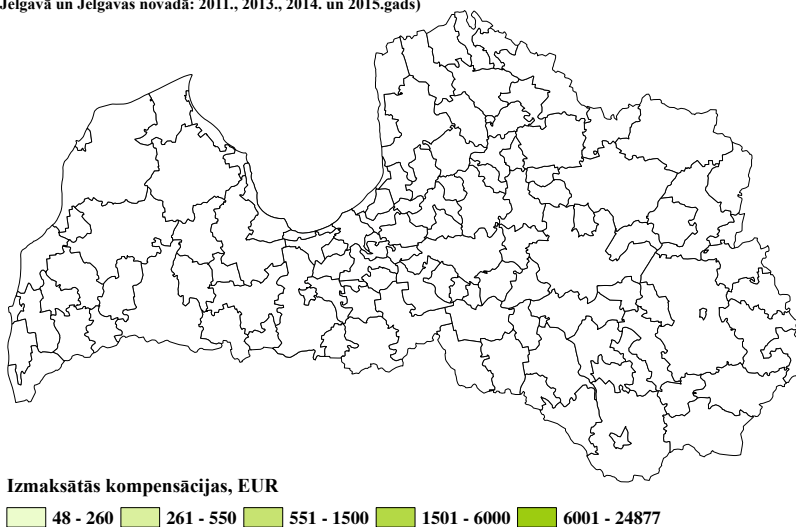 Jelgavā un Jelgavas novadā: 2011., 2013., 2014. un 2015.gads)
Izmaksātās kompensācijas, EUR
48 - 260 261 - 550 551 - 1500 1501 - 6000 6001 - 24877